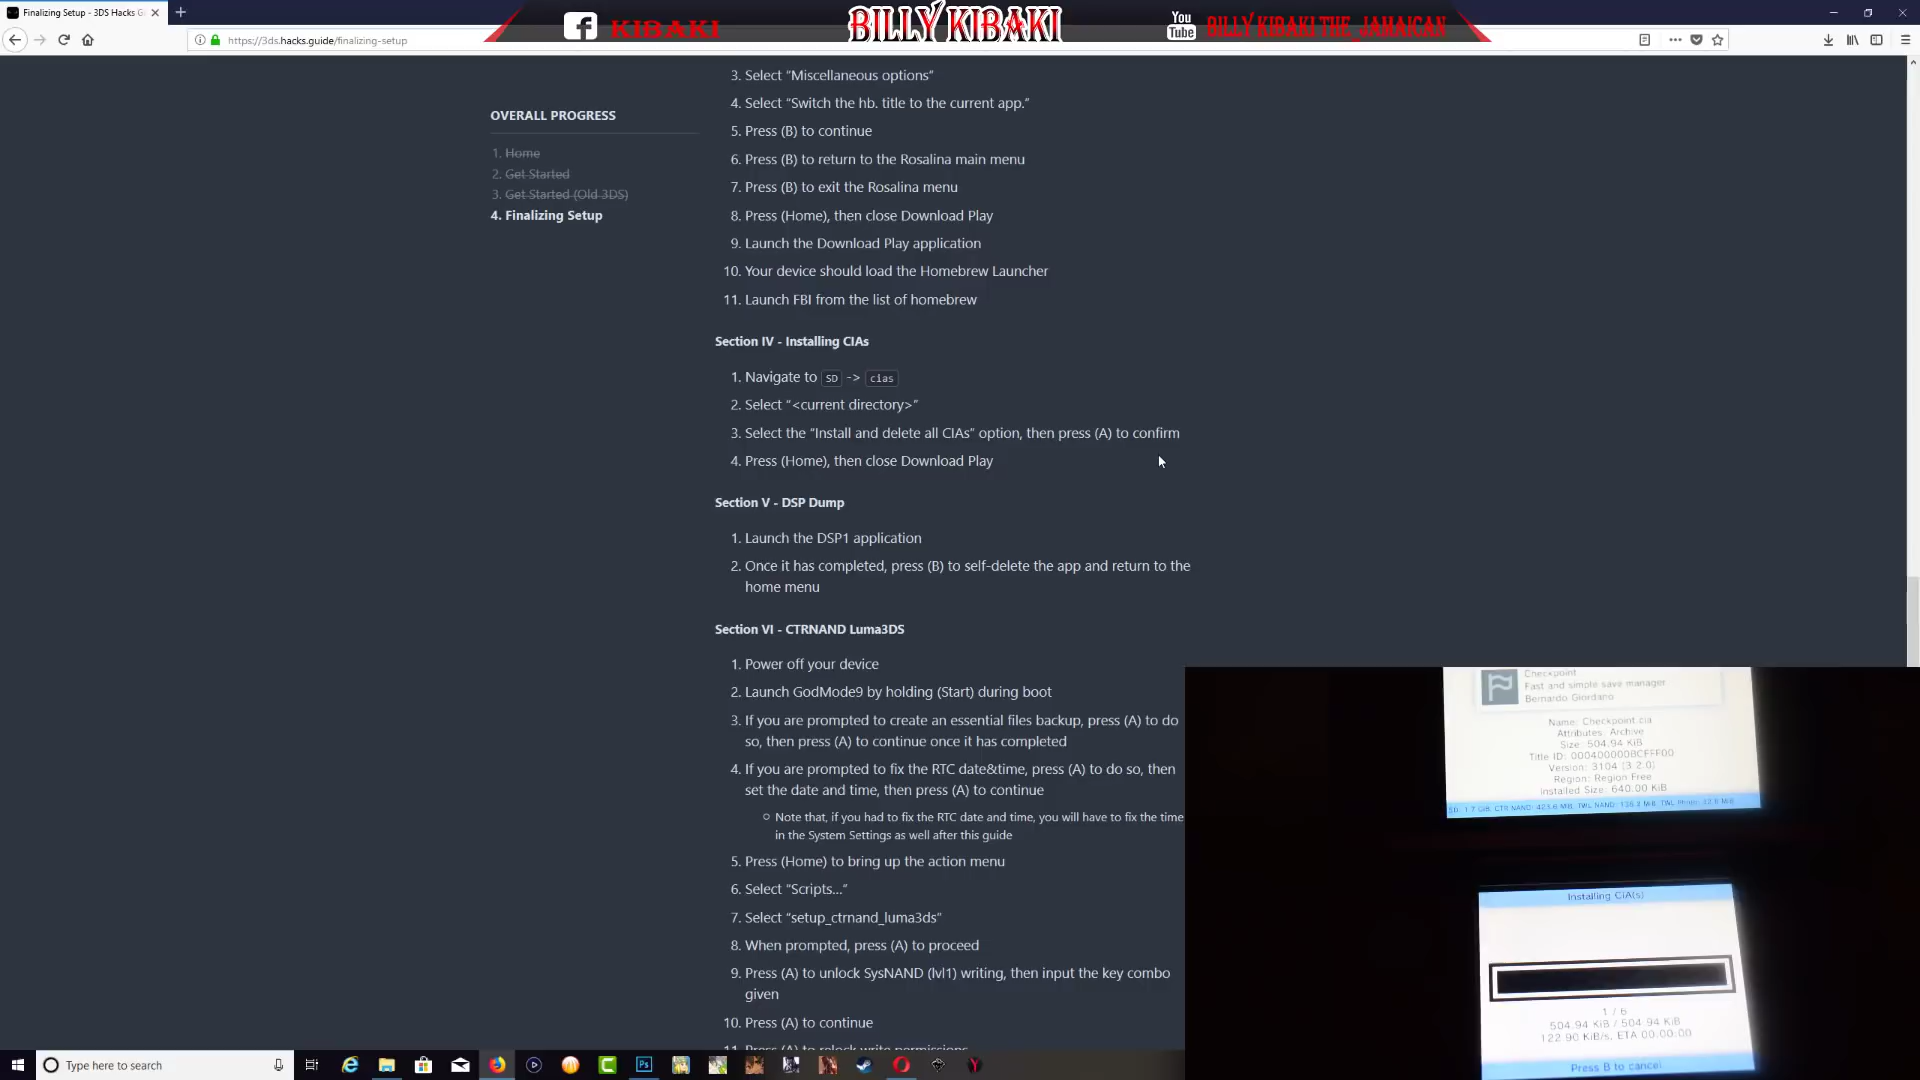 Finalizing Setup - 3DS Hacks G
KIBAKI
BILLY KIBAKI
You Tube
BILLY KIBAKI THE_JAMAICAN
https://3ds.hacks.guide/finalizing-setup
OVERALL PROGRESS
1. Home
2. Get Started
3. Get Started (Old 3DS)
4. Finalizing Setup
3. Select “Miscellaneous options”
4. Select “Switch the hb. title to the current app.”
5. Press (B) to continue
6. Press (B) to return to the Rosalina main menu
7. Press (B) to exit the Rosalina menu
8. Press (Home), then close Download Play
9. Launch the Download Play application
10. Your device should load the Homebrew Launcher
11. Launch FBI from the list of homebrew
Section IV - Installing CIAs
1. Navigate to SD -> cias
2. Select “<current directory>”
3. Select the “Install and delete all CIAs” option, then press (A) to confirm
4. Press (Home), then close Download Play
Section V - DSP Dump
1. Launch the DSP1 application
2. Once it has completed, press (B) to self-delete the app and return to the
home menu
Section VI - CTRNAND Luma3DS
1. Power off your device
2. Launch GodMode9 by holding (Start) during boot
3. If you are prompted to create an essential files backup, press (A) to do
so, then press (A) to continue once it has completed
4. If you are prompted to fix the RTC date&time, press (A) to do so, then
set the date and time, then press (A) to continue
Note that, if you had to fix the RTC date and time, you will have to fix the time
in the System Settings as well after this guide
5. Press (Home) to bring up the action menu
6. Select “Scripts…”
7. Select “setup_ctrnand_luma3ds”
8. When prompted, press (A) to proceed
9. Press (A) to unlock SysNAND (lvl1) writing, then input the key combo
given
10. Press (A) to continue
11. Press (A) to relock write permissions
Checkpoint
Fast and simple save manager
Bernardo Giordano
Name: Checkpoint.cia
Attributes: Archive
Size: 504.94 KiB
Title ID: 000400000BCFFF00
Version: 3104 (3.2.0)
Region: Region Free
Installed Size: 640.00 KiB
Installing CIA(s)
1 / 6
504.94 KiB / 504.94 KiB
122.90 KiB/s, ETA 00:00:00
Press B to cancel
Type here to search